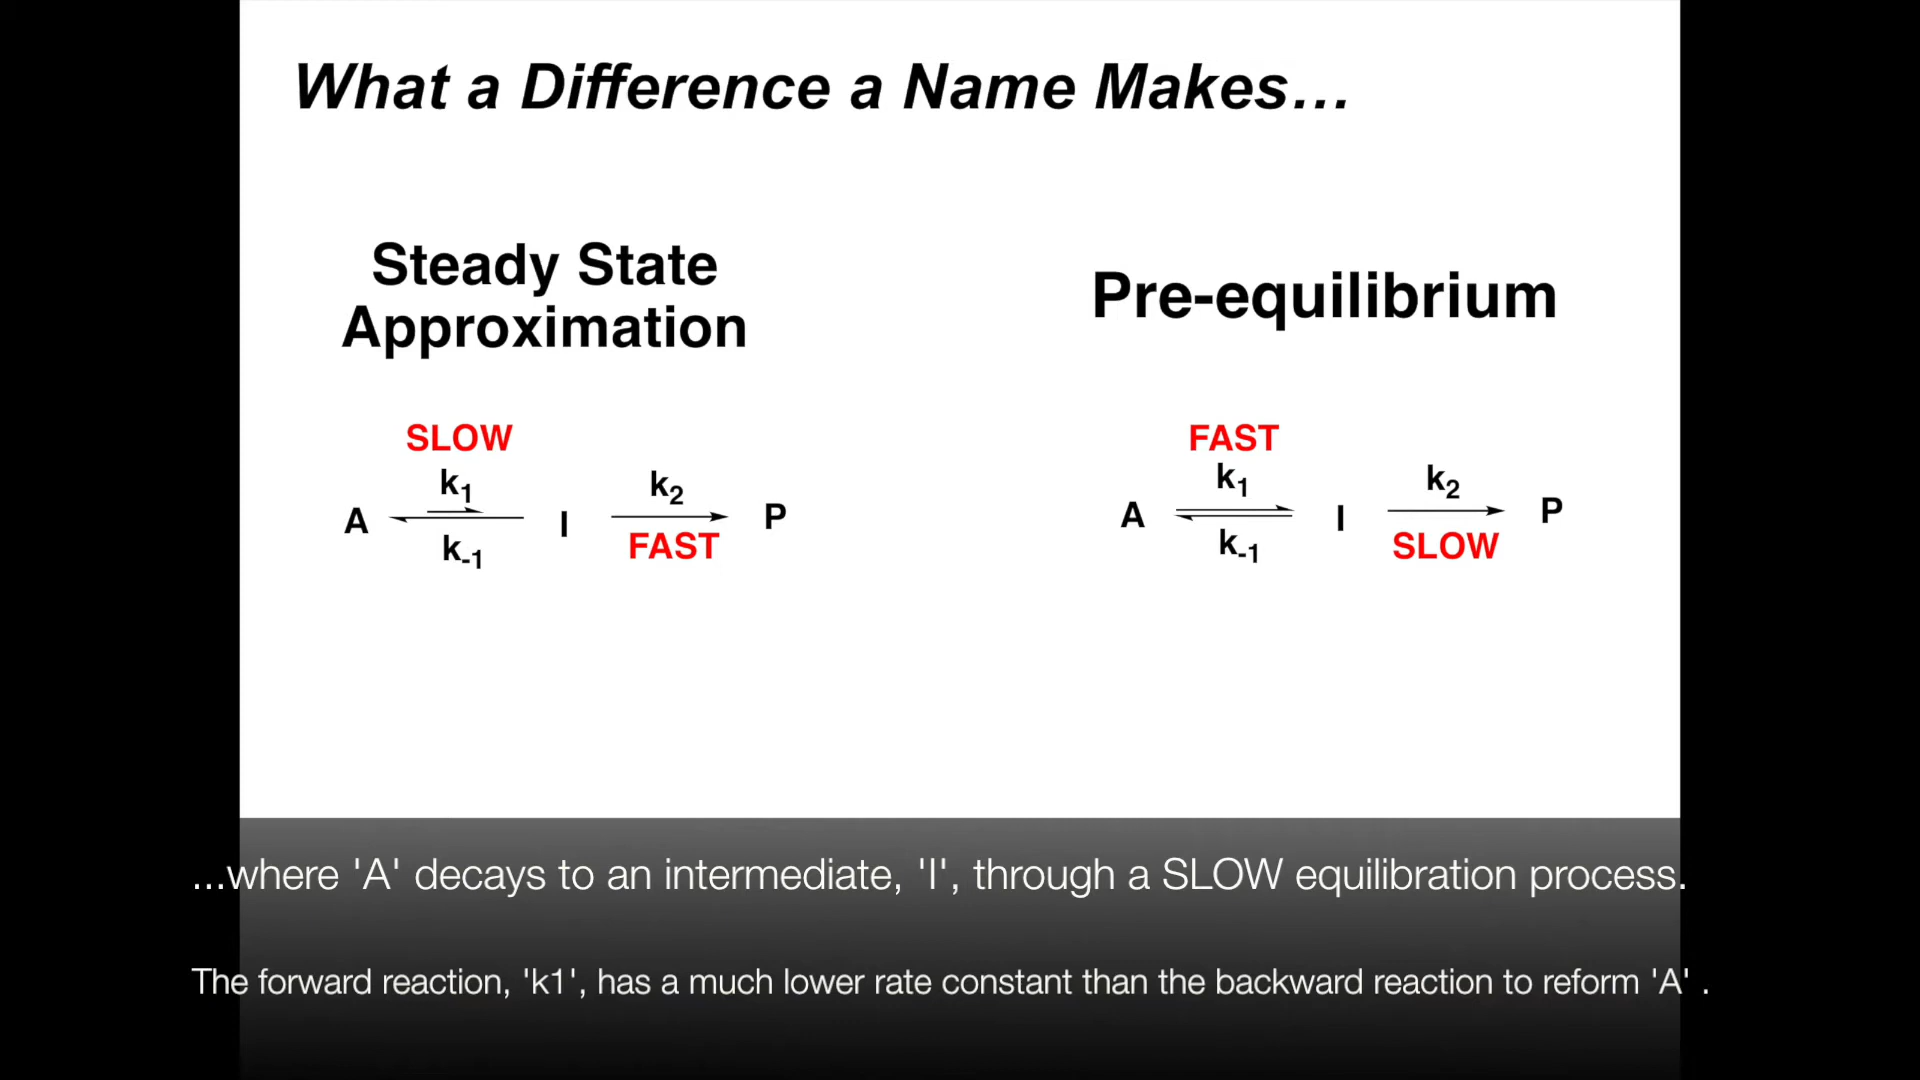 What a Difference a Name Makes...
Steady State
Approximation
Pre-equilibrium
SLOW
k1
A
k-1
I
k2
FAST
P
FAST
k1
A
k-1
I
k2
SLOW
P
...where 'A' decays to an intermediate, 'I', through a SLOW equilibration process.
The forward reaction, 'k1', has a much lower rate constant than the backward reaction to reform 'A' .